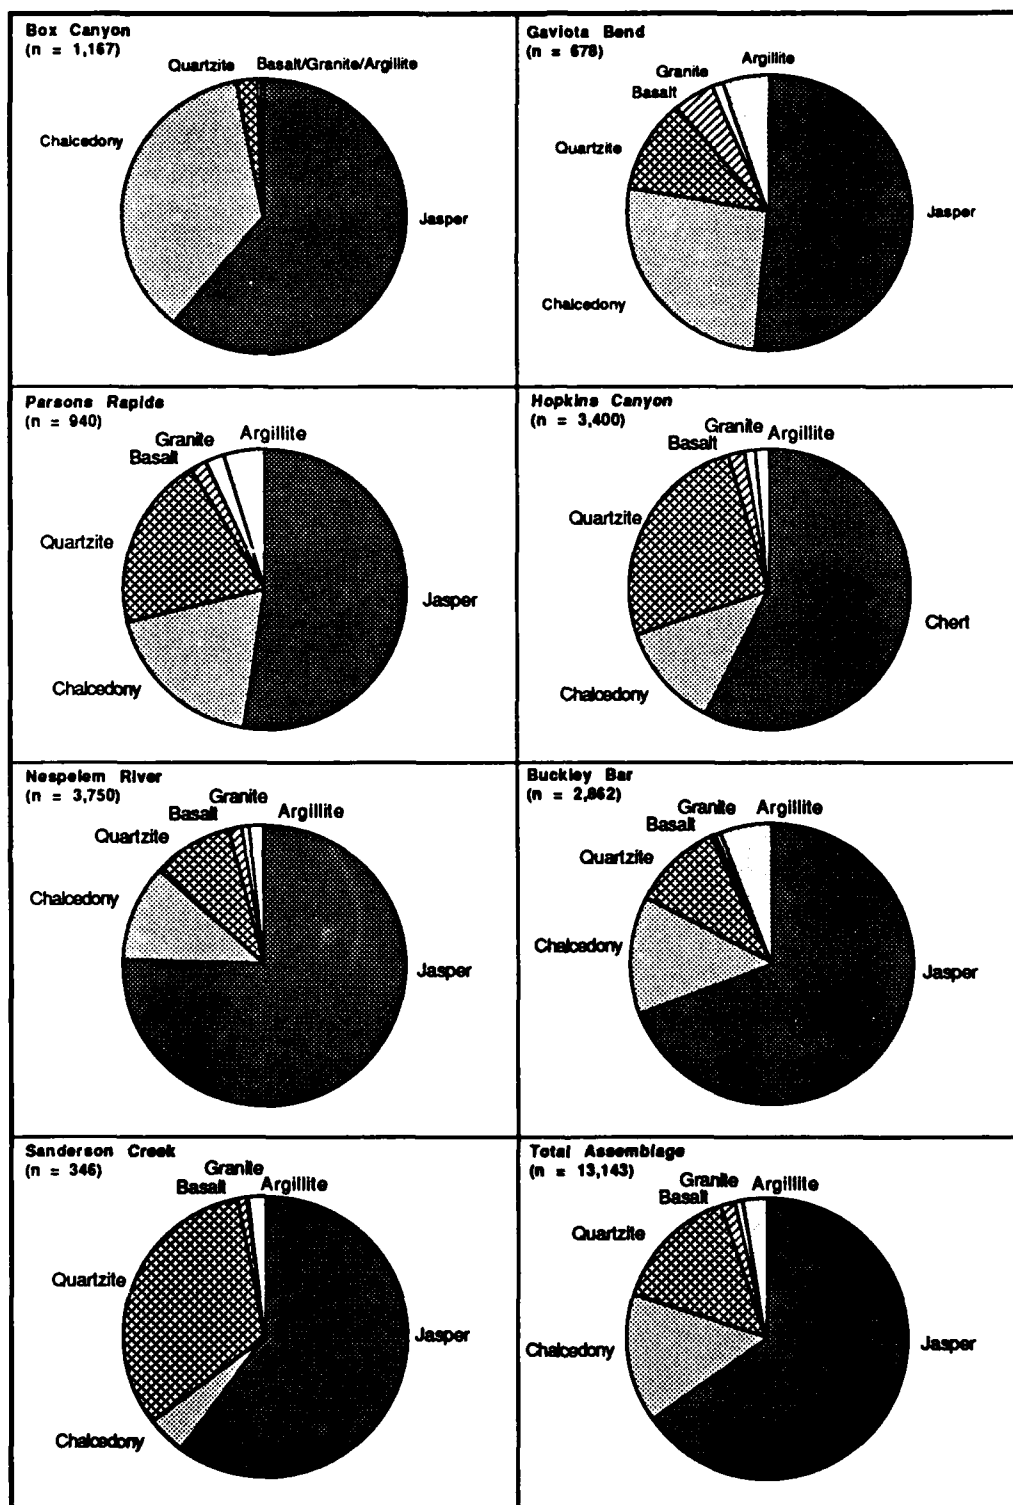 Box Canyon
(n = 1,167)
Quartzite
Basalt/Granite/Argillite
Chalcedony
Jasper
Gaviota Bend
(n = 678)
Argillite
Granite
Basalt
Quartzite
Jasper
Chalcedony
Parsons Rapids
(n = 940)
Argillite
Granite
Basalt
Quartzite
Jasper
Chalcedony
Hopkins Canyon
(n = 3,400)
Granite
Argillite
Basalt
Quartzite
Chert
Chalcedony
Nespelem River
(n = 3,750)
Granite
Argillite
Basalt
Quartzite
Chalcedony
Jasper
Buckley Bar
(n = 2,862)
Granite
Argillite
Basalt
Quartzite
Chalcedony
Jasper
Sanderson Creek
(n = 346)
Granite
Basalt
Argillite
Quartzite
Jasper
Chalcedony
Total Assemblage
(n = 13,143)
Granite
Argillite
Basalt
Quartzite
Chalcedony
Jasper